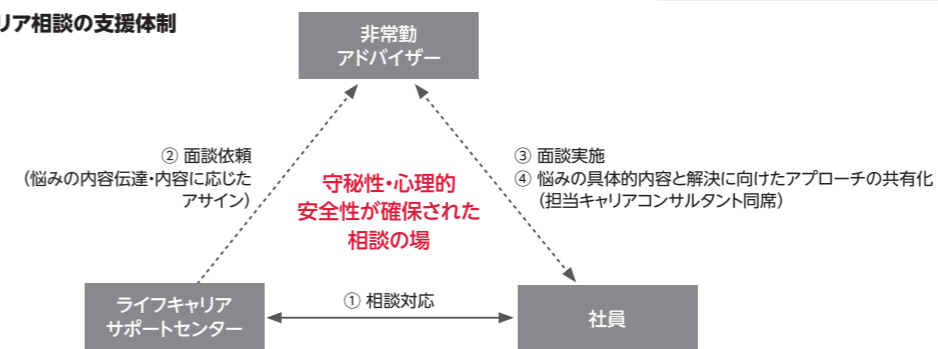 リア相談の支援体制
非常勤
アドバイザー
② 面談依頼
（悩みの内容伝達・内容に応じた
アサイン）
③ 面談実施
④ 悩みの具体的内容と解決に向けたアプローチの共有化
（担当キャリアコンサルタント同席）
守秘性・心理的
安全性が確保された
相談の場
① 相談対応
ライフキャリア
サポートセンター
社員